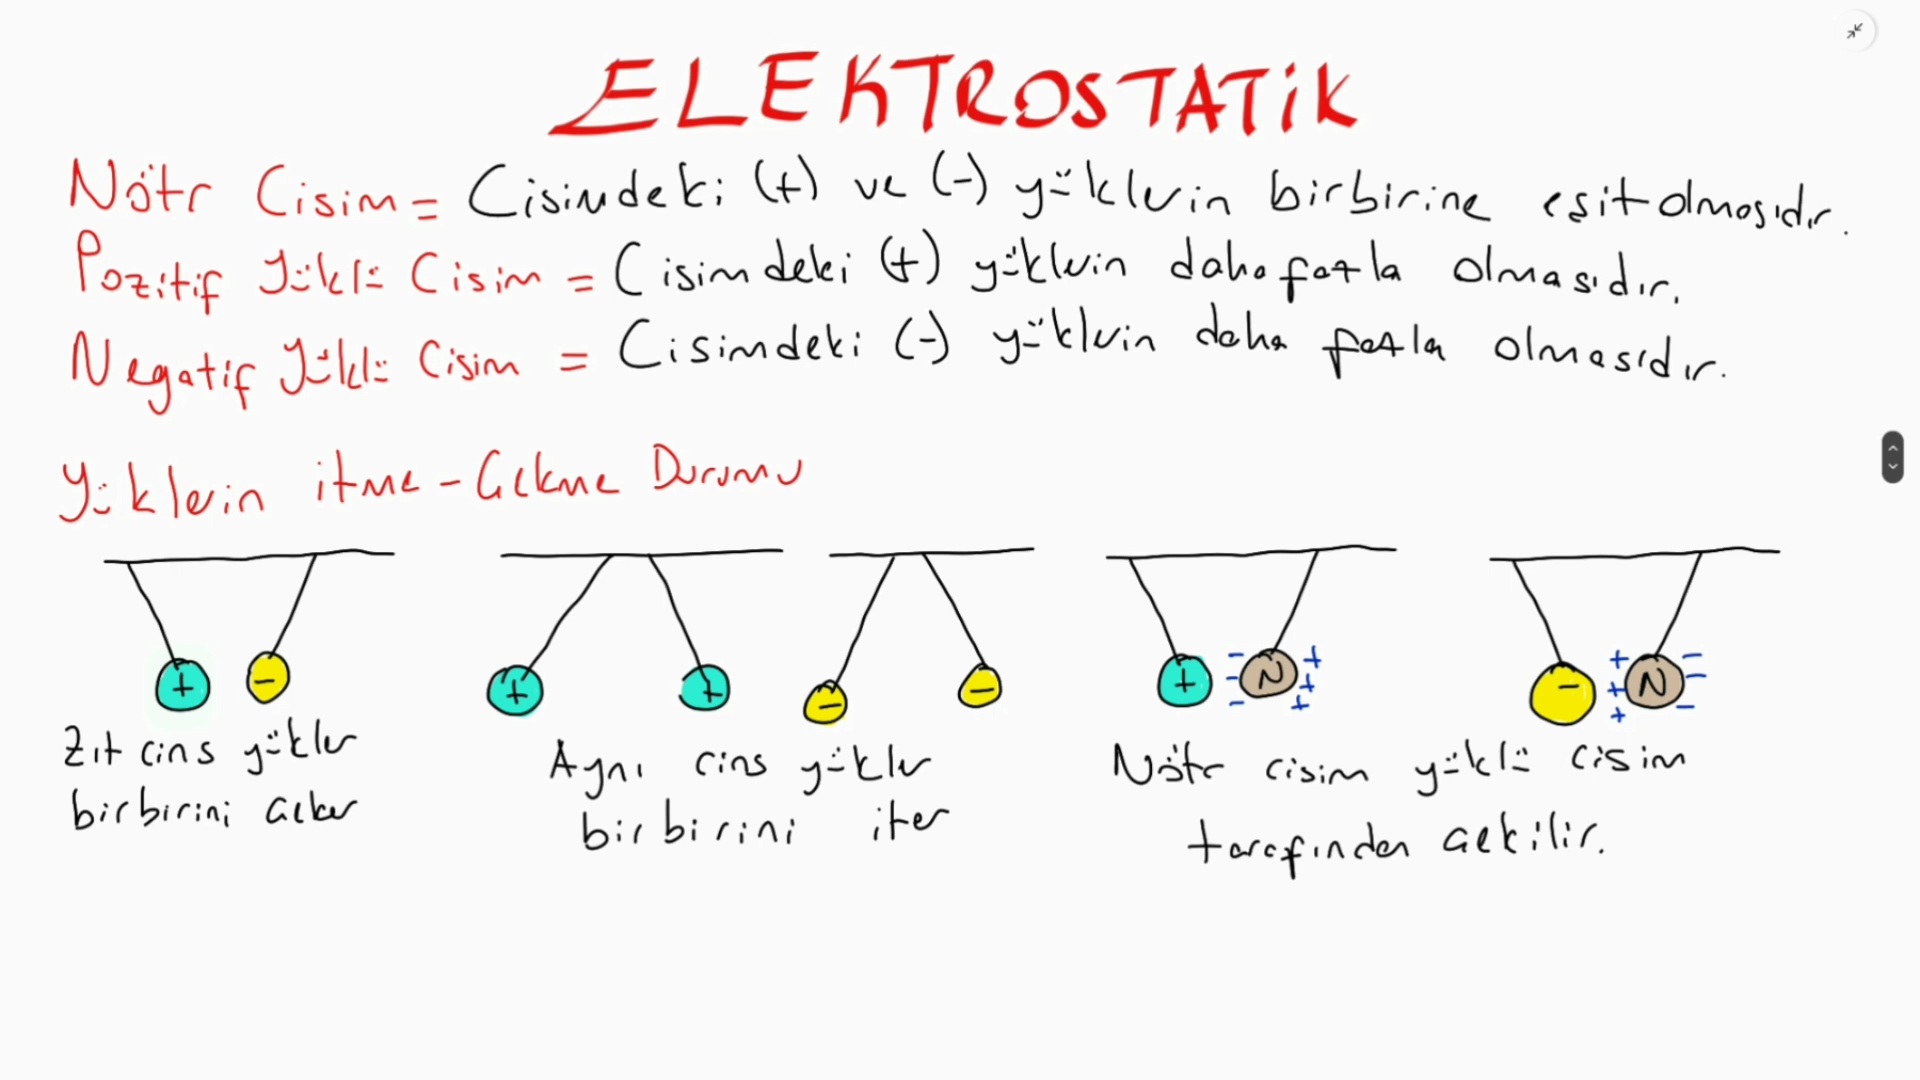 ELEKTROSTATİK
Nötr Cisim = Cisimdeki (+) ve (-) yüklerin birbirine eşit olmasıdır.
Pozitif Yüklü Cisim = Cisimdeki (+) yüklerin daha fazla olmasıdır.
Negatif Yüklü Cisim = Cisimdeki (-) yüklerin daha fazla olmasıdır.
Yüklerin itme - Çekme Durumu
+ - + + - - + N - N
- - - + + + + + + - - -
Zıt cins yükler
birbirini çeker
Aynı cins yükler
birbirini iter
Nötr cisim yüklü cisim
tarafından çekilir.